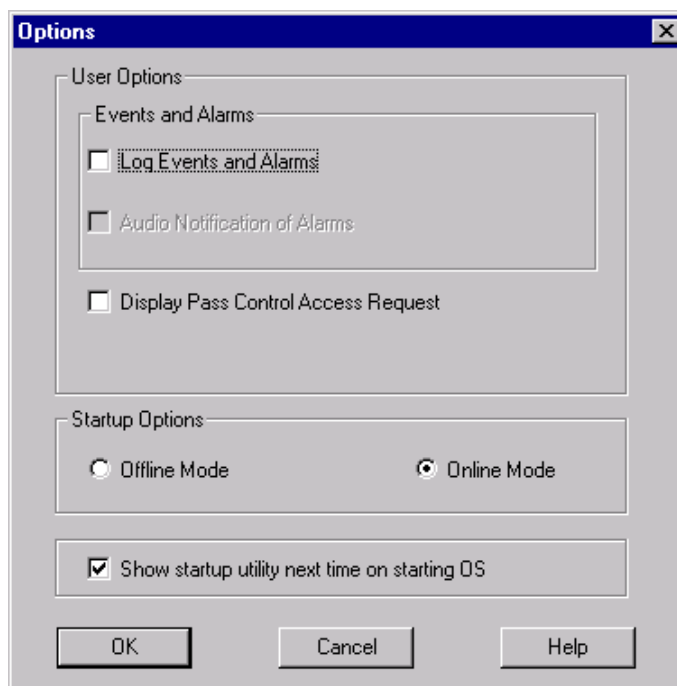 Options
User Options
Events and Alarms
Log Events and Alarms
Audio Notification of Alarms
Display Pass Control Access Request
Startup Options
Offline Mode Online Mode
Show startup utility next time on starting OS
OK Cancel Help